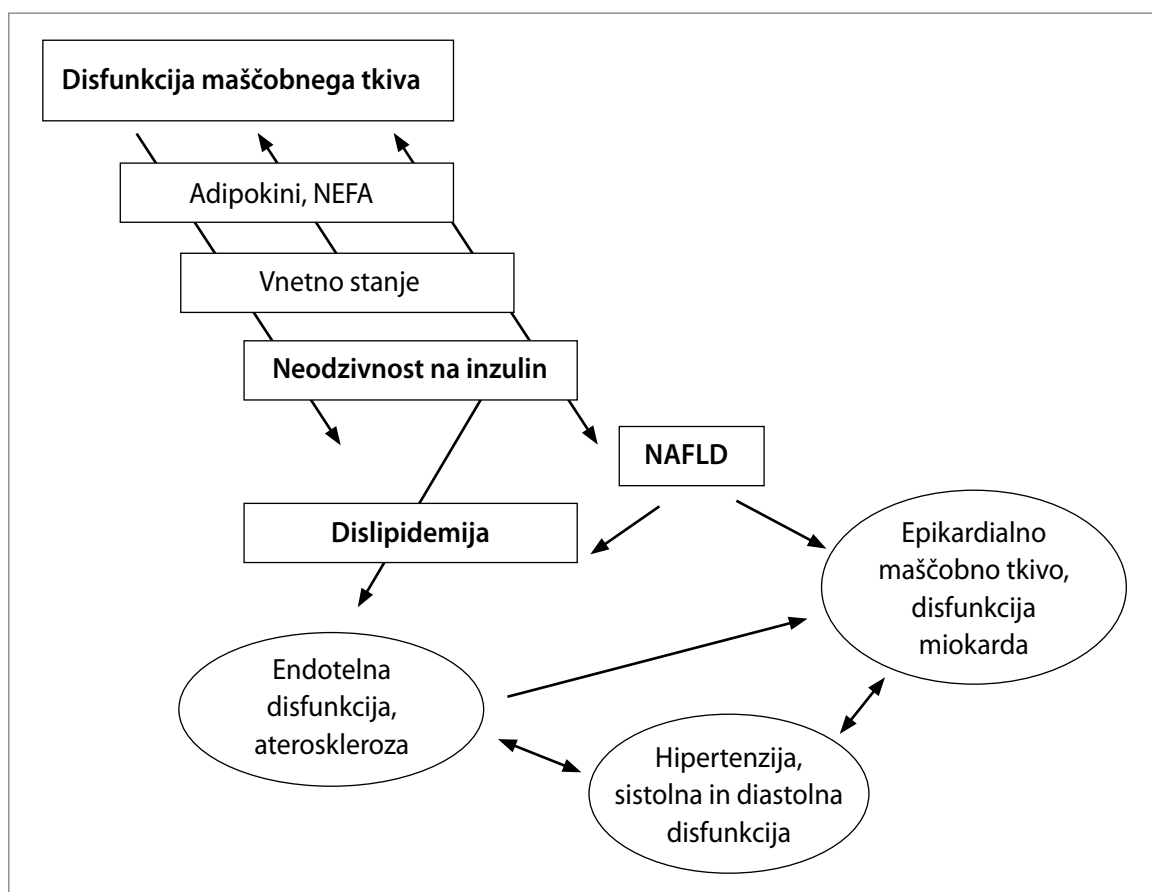 Disfunkcija maščobnega tkiva
Adipokini, NEFA
Vnetno stanje
Neodzivnost na inzulin
NAFLD
Dislipidemija
Epikardialno
maščobno tkivo,
disfunkcija
miokarda
Endotelna
disfunkcija,
ateroskleroza
Hipertenzija,
sistolna in diastolna
disfunkcija